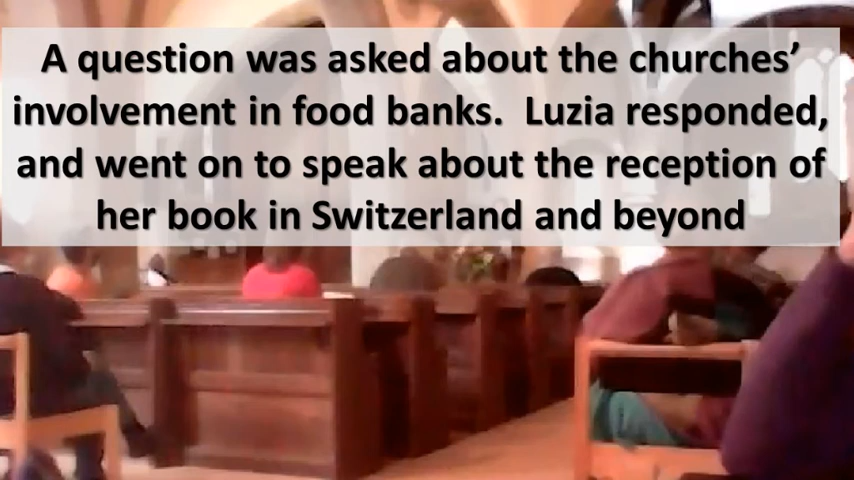 A question was asked about the churches’
involvement in food banks.  Luzia responded,
and went on to speak about the reception of
her book in Switzerland and beyond